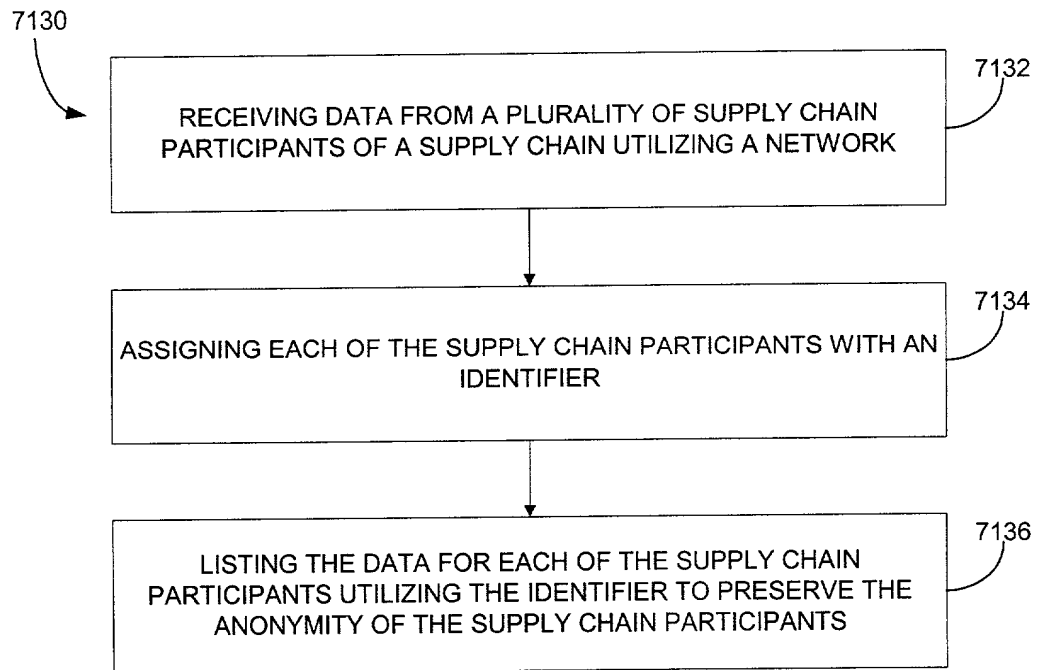 7130
7132
RECEIVING DATA FROM A PLURALITY OF SUPPLY CHAIN
PARTICIPANTS OF A SUPPLY CHAIN UTILIZING A NETWORK
7134
ASSIGNING EACH OF THE SUPPLY CHAIN PARTICIPANTS WITH AN
IDENTIFIER
7136
LISTING THE DATA FOR EACH OF THE SUPPLY CHAIN
PARTICIPANTS UTILIZING THE IDENTIFIER TO PRESERVE THE
ANONYMITY OF THE SUPPLY CHAIN PARTICIPANTS